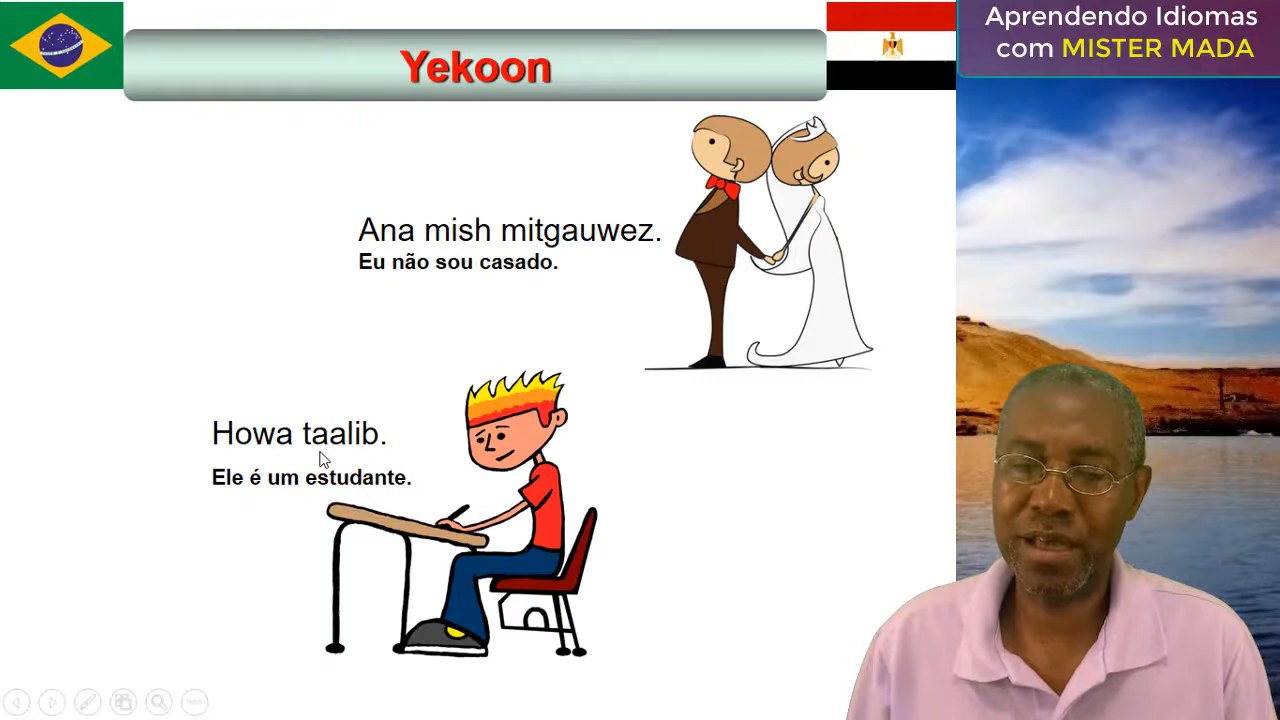 Yekoon
Aprendendo Idiomas
com MISTER MADA
Ana mish mitgauwez.
Eu não sou casado.
Howa taalib.
Ele é um estudante.